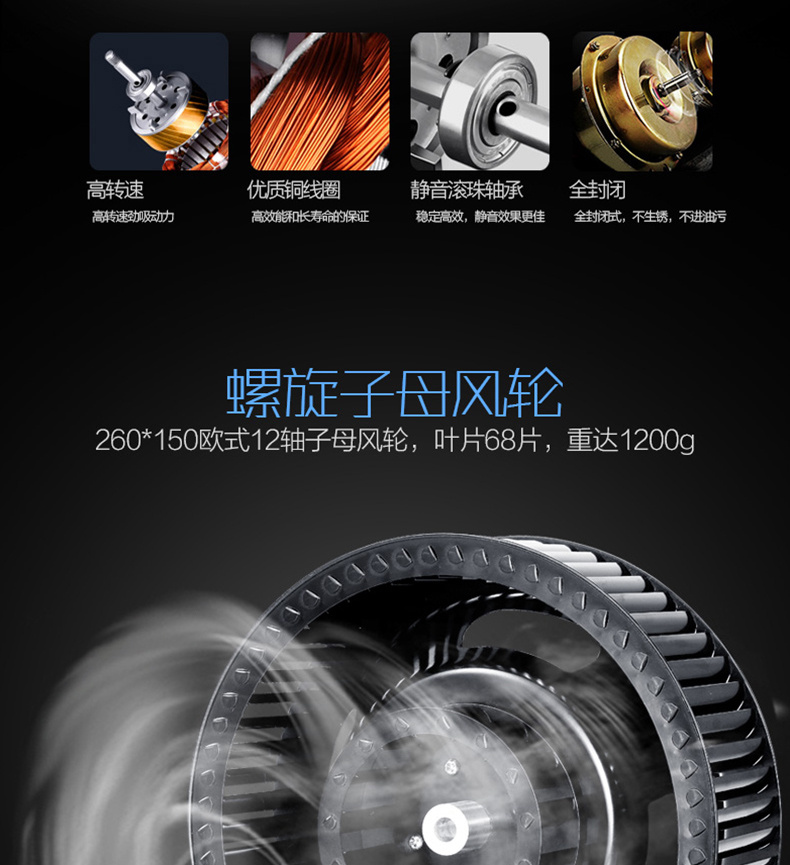 高转速 优质铜线圈 静音滚珠轴承 全封闭
高转速劲吸动力 高效能和长寿命的保证 稳定高效，静音效果更佳 全封闭式，不生锈，不进油污
螺旋子母风轮
260*150欧式12轴子母风轮，叶片68片，重达1200g